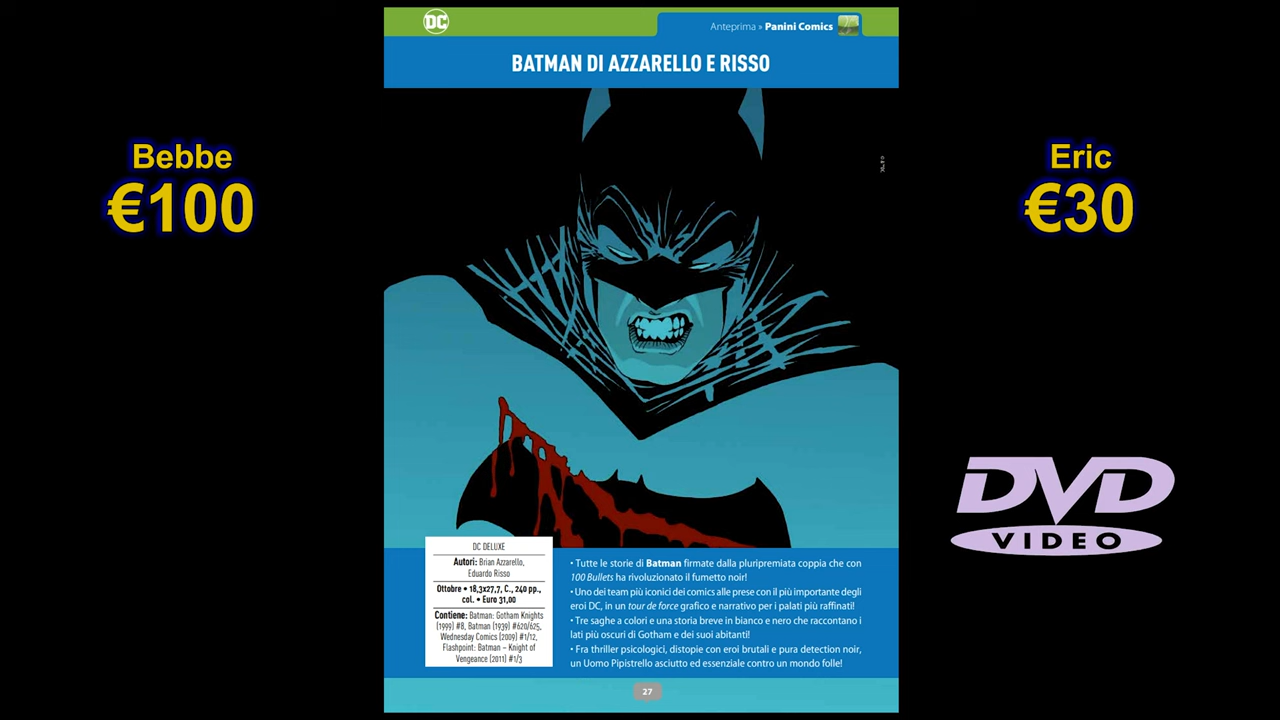 DC
Anteprima » Panini Comics
BATMAN DI AZZARELLO E RISSO
Bebbe
€100
Eric
€30
DVD
VIDEO
DC DELUXE
Autori: Brian Azzarello,
Eduardo Risso
Ottobre • 18,3x27,7, C., 240 pp.,
col. • Euro 31,00
Contiene: Batman: Gotham Knights
(1999) #8, Batman (1939) #620/625,
Wednesday Comics (2009) #1/12,
Flashpoint: Batman – Knight of
Vengeance (2011) #1/3
• Tutte le storie di Batman firmate dalla pluripremiata coppia che con
100 Bullets ha rivoluzionato il fumetto noir!
• Uno dei team più iconici dei comics alle prese con il più importante degli
eroi DC, in un tour de force grafico e narrativo per i palati più raffinati!
• Tre saghe a colori e una storia breve in bianco e nero che raccontano i
lati più oscuri di Gotham e dei suoi abitanti!
• Fra thriller psicologici, distopie con eroi brutali e pura detection noir,
un Uomo Pipistrello asciutto ed essenziale contro un mondo folle!
27